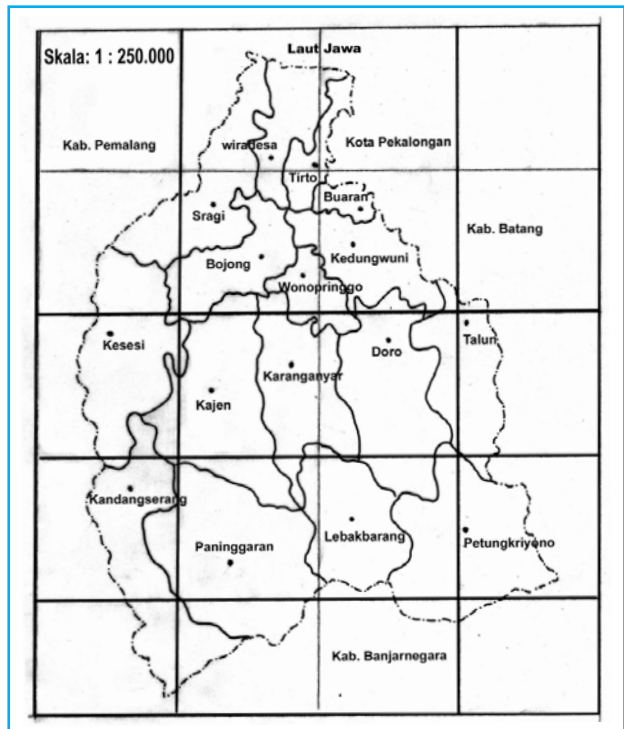 Laut Jawa
Skala: 1 : 250.000
Kab. Pemalang
wiradesa
Kota Pekalongan
Tirto
Buaran
Sragi
Kab. Batang
Bojong
Kedungwuni
Wonopringgo
Kesesi
Talun
Doro
Karanganyar
Kajen
Kandangserang
Lebakbarang
Petungkriyono
Paninggaran
Kab. Banjarnegara